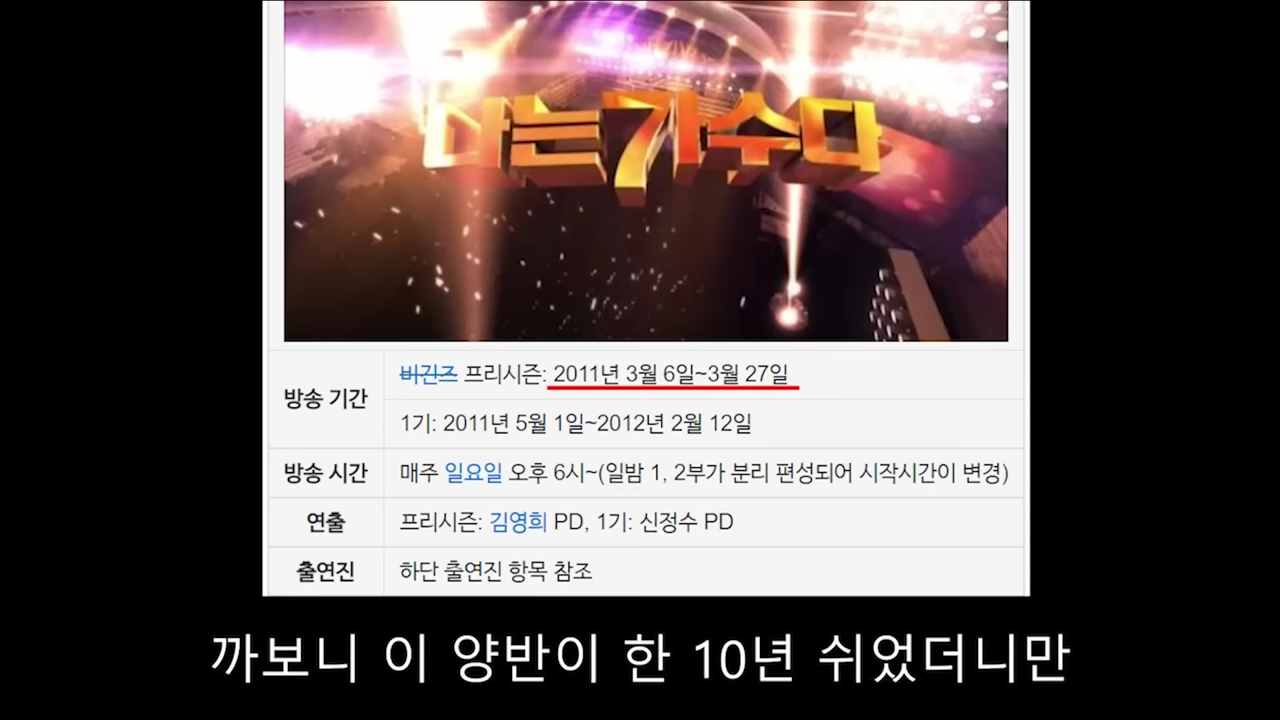 나는 가수다
방송 기간
비긴즈 프리시즌: 2011년 3월 6일~3월 27일
1기: 2011년 5월 1일~2012년 2월 12일
방송 시간
매주 일요일 오후 6시~(일밤 1, 2부가 분리 편성되어 시작시간이 변경)
연출
프리시즌: 김영희 PD, 1기: 신정수 PD
출연진
하단 출연진 항목 참조
까보니 이 양반이 한 10년 쉬었더니만